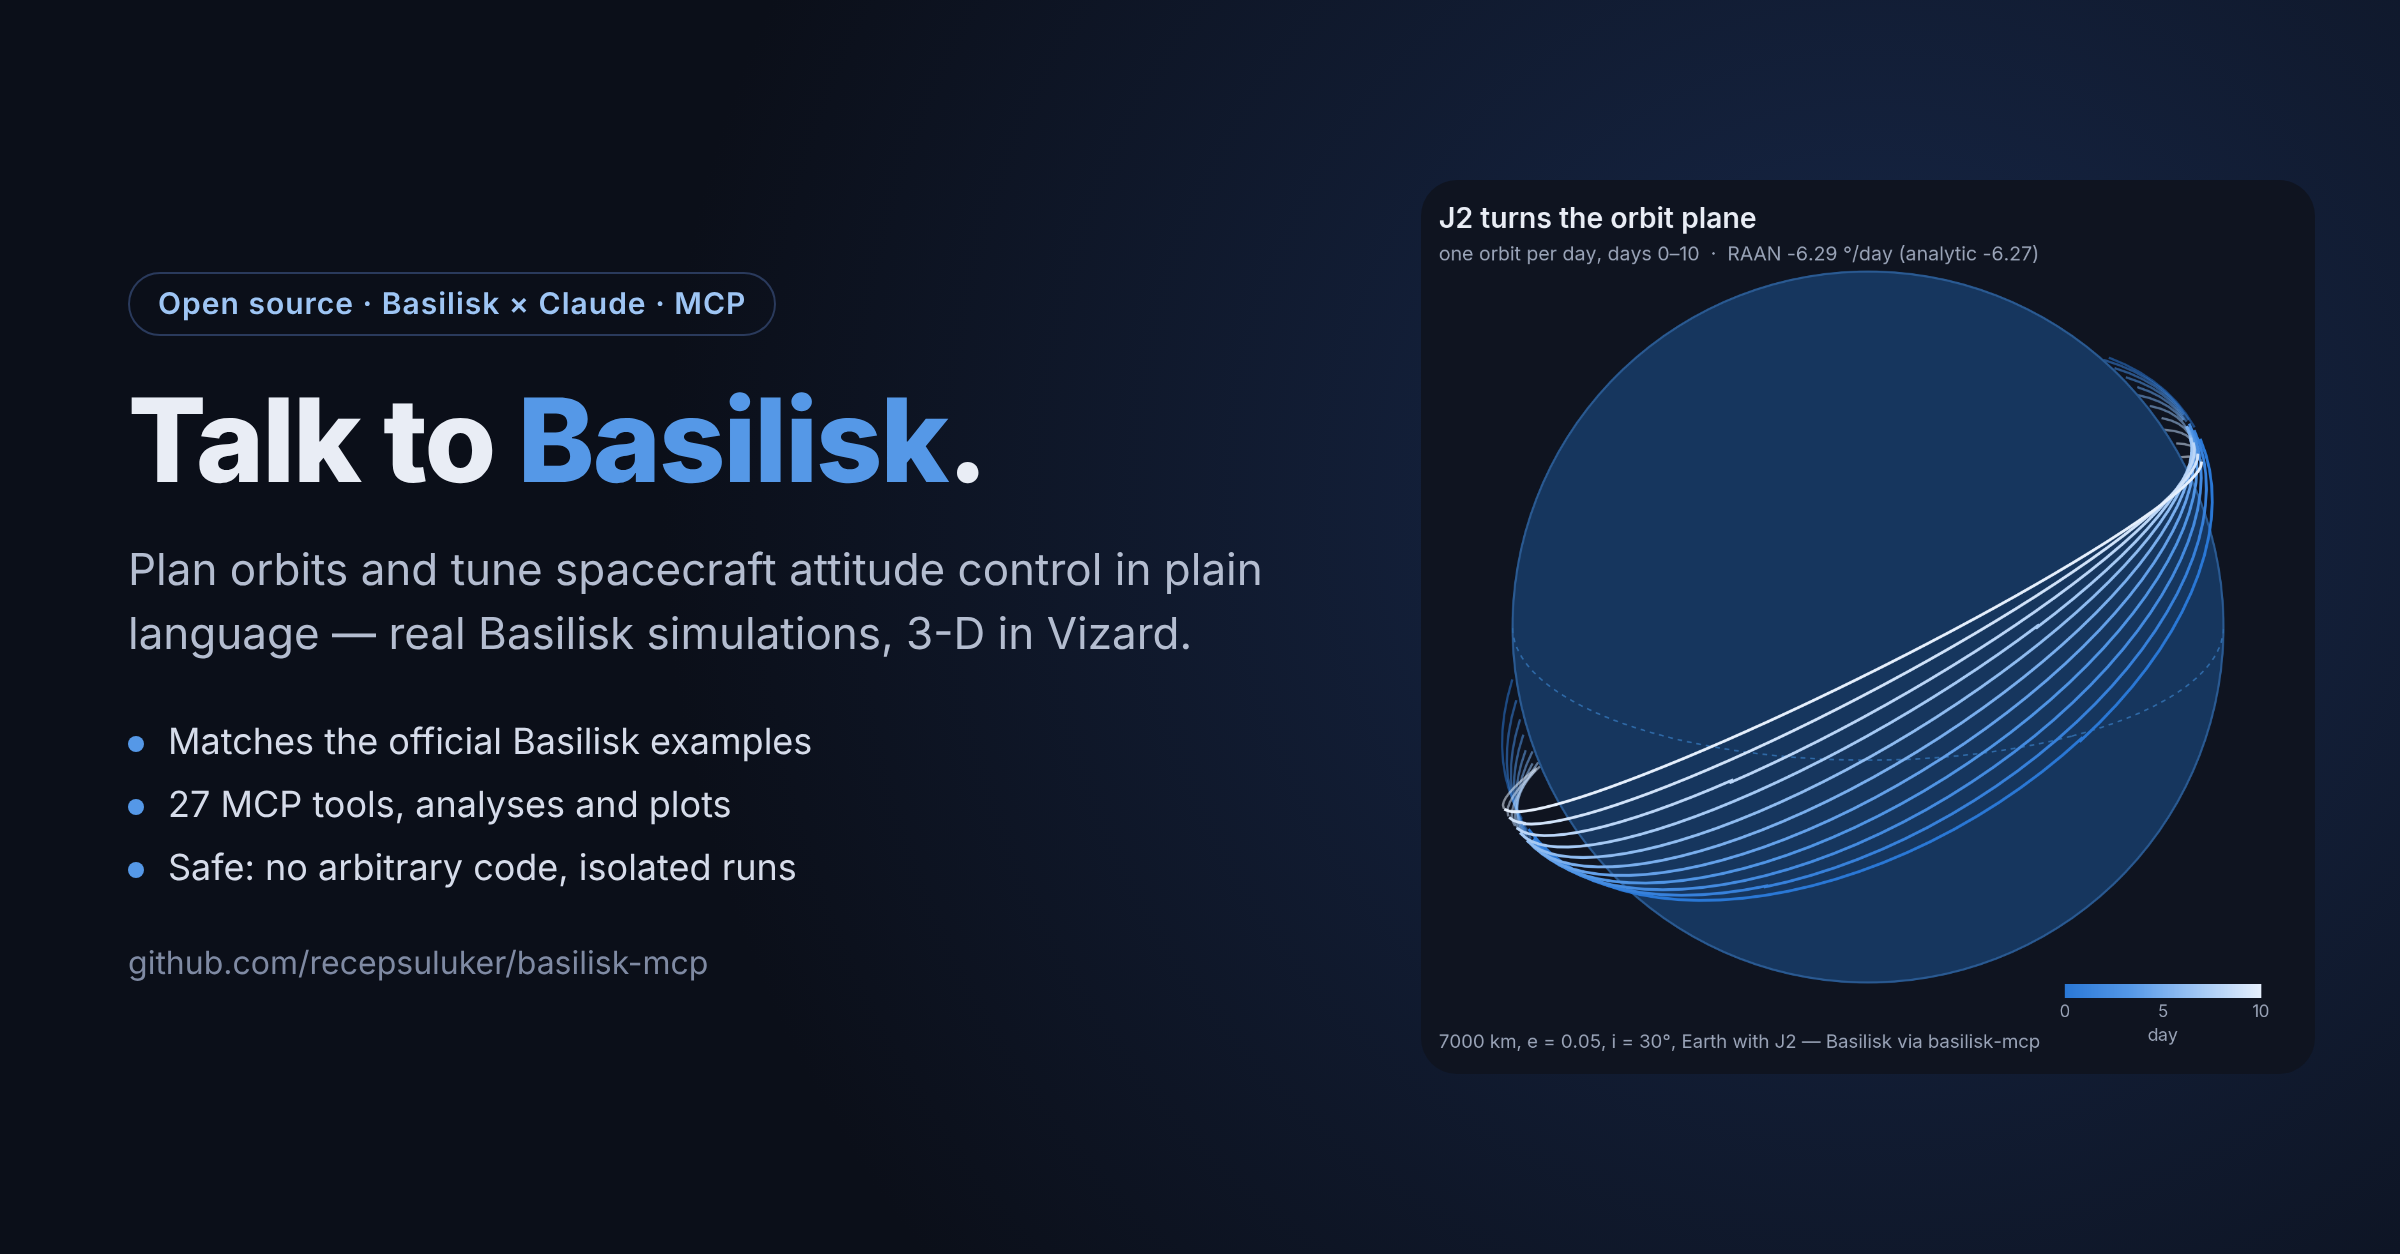 Open source · Basilisk × Claude · MCP
Talk to Basilisk.
Plan orbits and tune spacecraft attitude control in plain
language — real Basilisk simulations, 3-D in Vizard.
Matches the official Basilisk examples
27 MCP tools, analyses and plots
Safe: no arbitrary code, isolated runs
github.com/recepsuluker/basilisk-mcp
J2 turns the orbit plane
one orbit per day, days 0–10 · RAAN -6.29 °/day (analytic -6.27)
0 5 10
day
7000 km, e = 0.05, i = 30°, Earth with J2 — Basilisk via basilisk-mcp